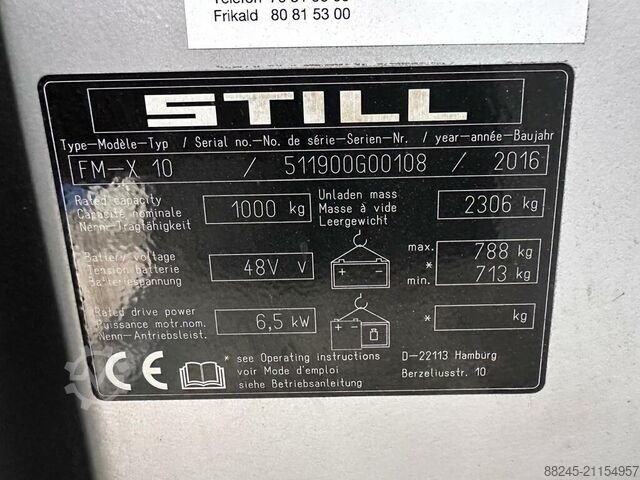 Frikald 80 81 53 00
STILL
Type-Modèle-Typ / Serial no.-No. de série-Serien-Nr. / year-année-Baujahr
FM-X 10 / 511900G00108 / 2016
Rated capacity
Capacité nominale
Nenn-Tragfähigkeit
1000 kg
Unladen mass
Masse à vide
Leergewicht
2306 kg
Battery voltage
Tension batterie
Batteriespannung
48V V
max. 788 kg
*
min. 713 kg
Rated drive power
Puissance motr.nom.
Nenn-Antriebsleist.
6,5 kW
* kg
CE
* see Operating instructions
voir Mode d'emploi
siehe Betriebsanleitung
D-22113 Hamburg
Berzeliusstr. 10
88245-21154957